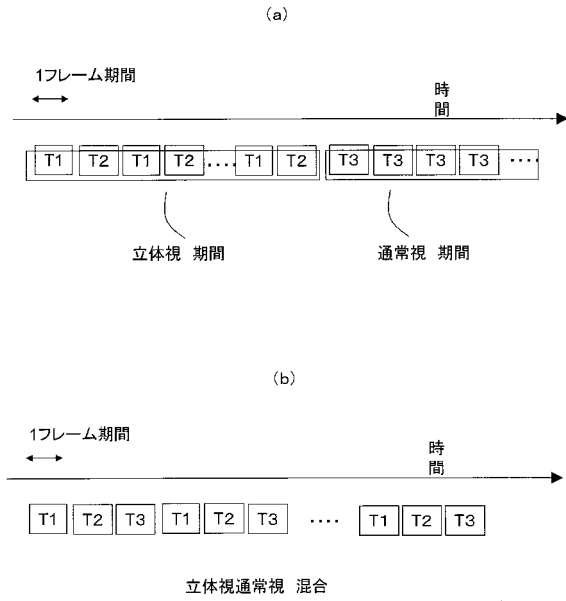 (a)
1フレーム期間
時
間
T1 T2 T1 T2 ‥‥ T1 T2 T3 T3 T3 T3 ‥‥
立体視 期間 通常視 期間
(b)
1フレーム期間
時
間
T1 T2 T3 T1 T2 T3 ‥‥ T1 T2 T3
立体視通常視 混合